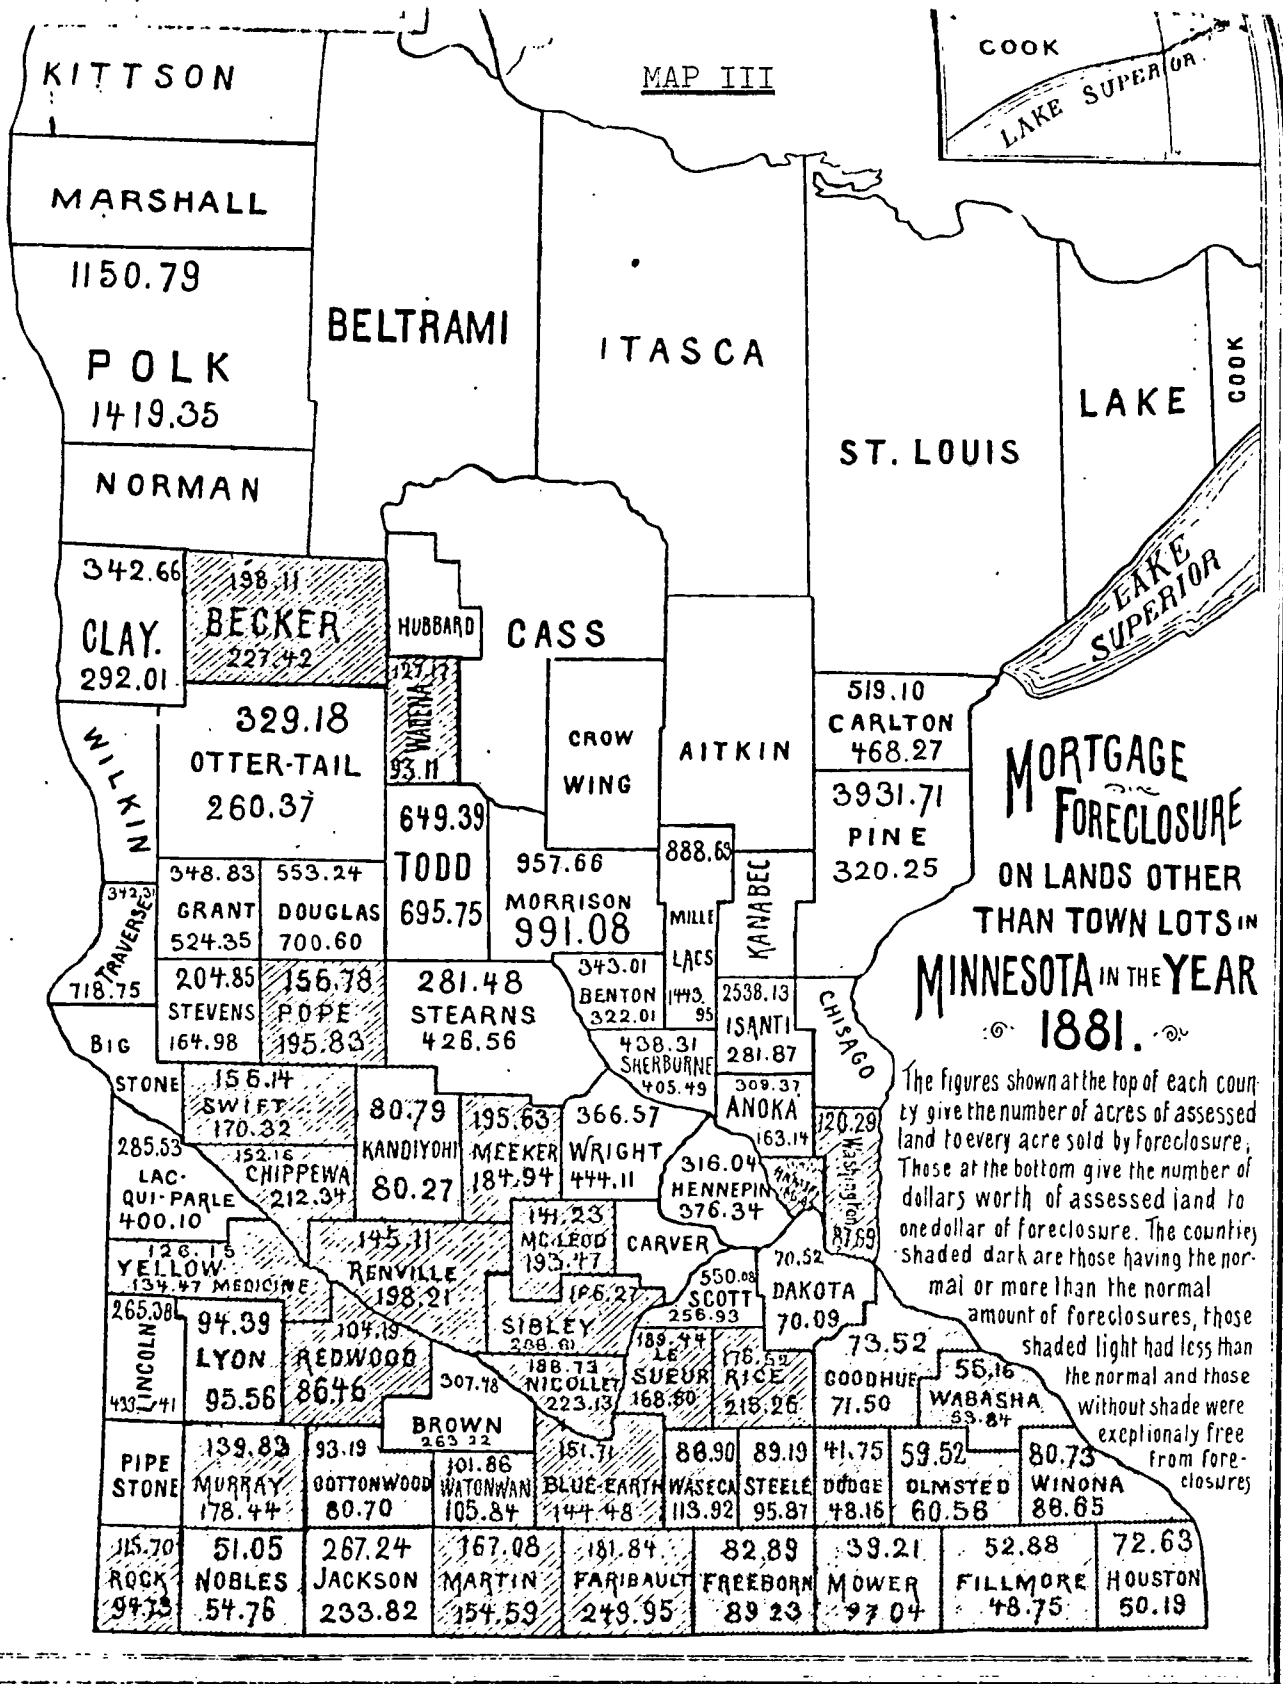 MAP III
COOK
LAKE SUPERIOR.
KITTSON
MARSHALL
1150.79
POLK
1419.35
NORMAN
BELTRAMI
ITASCA
ST. LOUIS
LAKE
COOK
LAKE
SUPERIOR
342.66
CLAY.
292.01
198.11
BECKER
227.42
HUBBARD
CASS
127.17
WADENA
93.11
WILKIN
329.18
OTTER-TAIL
260.37
CROW
WING
AITKIN
519.10
CARLTON
468.27
3931.71
PINE
320.25
649.39
TODD
695.75
957.66
MORRISON
991.08
888.63
MILLE
LACS
1443.
95
KANABEC
348.83
GRANT
524.35
553.24
DOUGLAS
700.60
342.31
TRAVERSE
718.75
204.85
STEVENS
164.98
156.78
POPE
195.83
281.48
STEARNS
426.56
343.01
BENTON
322.01
2538.13
ISANTI
281.87
CHISAGO
BIG
STONE
438.31
SHERBURNE
405.49
309.37
ANOKA
163.14
156.14
SWIFT
170.32
80.79
KANDIYOHI
80.27
195.63
MEEKER
184.94
366.57
WRIGHT
444.11
120.29
Washington
87.69
285.53
LAC-
QUI-PARLE
400.10
152.16
CHIPPEWA
212.34
316.04
HENNEPIN
376.34
141.23
MCLEOD
193.47
CARVER
126.15
YELLOW
134.47 MEDICINE
145.11
RENVILLE
198.21
550.08
SCOTT
256.93
70.52
DAKOTA
70.09
166.27
SIBLEY
265.38
LINCOLN
433.41
94.39
LYON
95.56
104.19
REDWOOD
86.46
307.48
BROWN
263.22
188.73
NICOLLET
223.13
189.44
LE
SUEUR
168.60
176.52
RICE
215.26
73.52
GOODHUE
71.50
55.16
WABASHA
53.84
PIPE
STONE
139.83
MURRAY
178.44
93.19
COTTONWOOD
80.70
101.86
WATONWAN
105.84
151.71
BLUE-EARTH
144.48
86.90
WASECA
113.92
89.19
STEELE
95.87
41.75
DODGE
48.16
59.52
OLMSTED
60.56
80.73
WINONA
86.65
115.70
ROCK
94.73
51.05
NOBLES
54.76
267.24
JACKSON
233.82
167.08
MARTIN
154.59
181.84
FARIBAULT
249.95
82.89
FREEBORN
89.23
39.21
MOWER
97.04
52.88
FILLMORE
48.75
72.63
HOUSTON
50.19
MORTGAGE
FORECLOSURE
ON LANDS OTHER
THAN TOWN LOTS IN
MINNESOTA IN THE YEAR
1881.
The figures shown at the top of each coun
ty give the number of acres of assessed
land to every acre sold by foreclosure;
Those at the bottom give the number of
dollars worth of assessed land to
one dollar of foreclosure. The counties
shaded dark are those having the nor-
mal or more than the normal
amount of foreclosures, those
shaded light had less than
the normal and those
without shade were
exceptionaly free
from fore-
closures